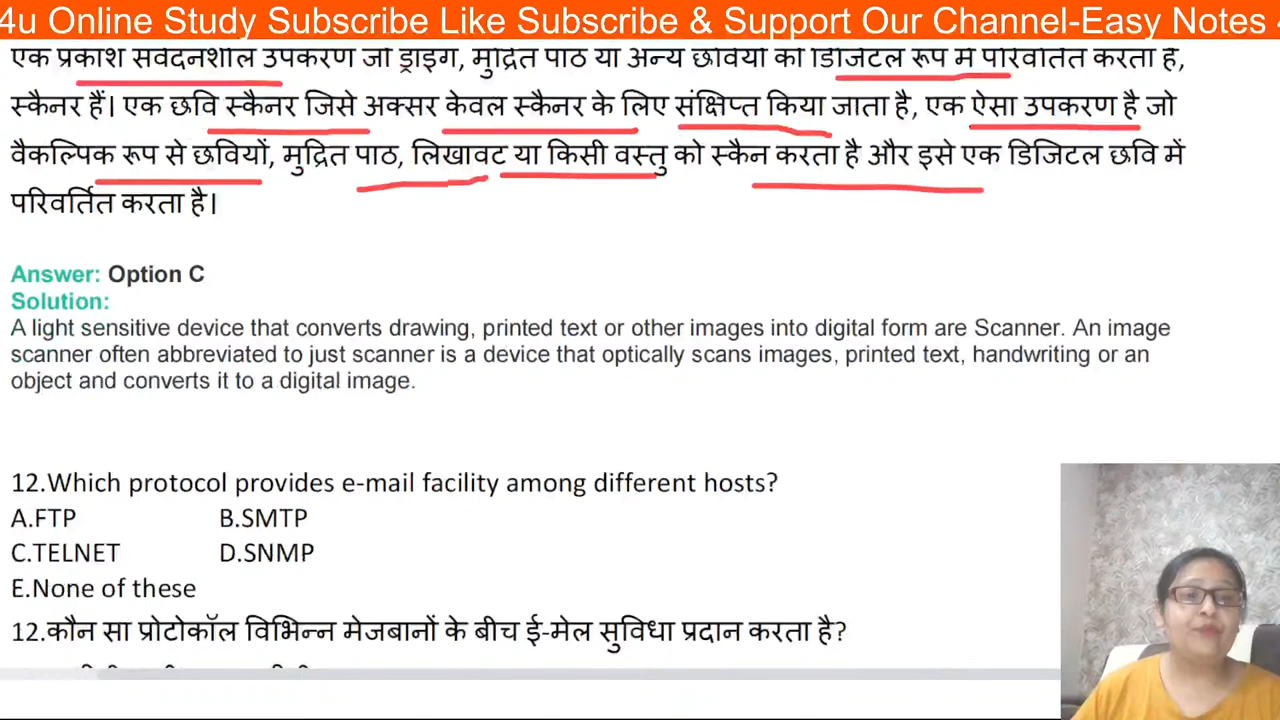 4u Online Study Subscribe Like Subscribe & Support Our Channel-Easy Notes
एक प्रकाश संवेदनशील उपकरण जो ड्राइंग, मुद्रित पाठ या अन्य छवियों को डिजिटल रूप में परिवर्तित करता है,
स्कैनर हैं। एक छवि स्कैनर जिसे अक्सर केवल स्कैनर के लिए संक्षिप्त किया जाता है, एक ऐसा उपकरण है जो
वैकल्पिक रूप से छवियों, मुद्रित पाठ, लिखावट या किसी वस्तु को स्कैन करता है और इसे एक डिजिटल छवि में
परिवर्तित करता है।
Answer: Option C
Solution:
A light sensitive device that converts drawing, printed text or other images into digital form are Scanner. An image
scanner often abbreviated to just scanner is a device that optically scans images, printed text, handwriting or an
object and converts it to a digital image.
12.Which protocol provides e-mail facility among different hosts?
A.FTP B.SMTP
C.TELNET D.SNMP
E.None of these
12.कौन सा प्रोटोकॉल विभिन्न मेजबानों के बीच ई-मेल सुविधा प्रदान करता है?